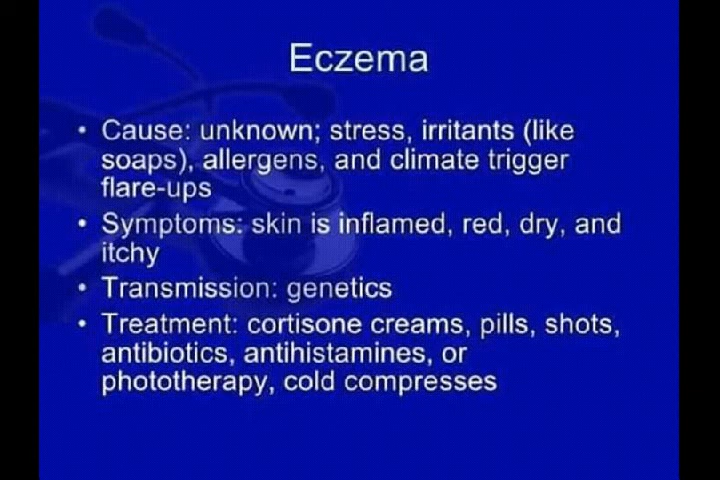 Eczema
• Cause: unknown; stress, irritants (like
soaps), allergens, and climate trigger
flare-ups
• Symptoms: skin is inflamed, red, dry, and
itchy
• Transmission: genetics
• Treatment: cortisone creams, pills, shots,
antibiotics, antihistamines, or
phototherapy, cold compresses